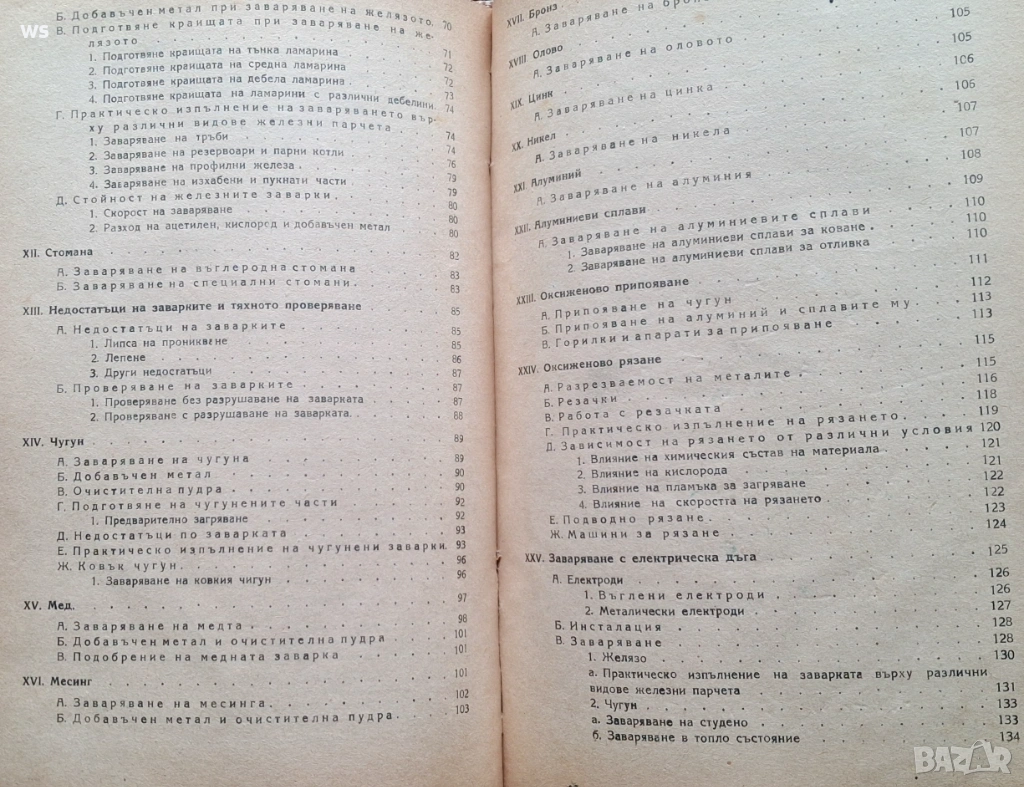 ws
Б. Добавъчен метал при заваряване на желязото. 70
В. Подготвяне краищата при заваряване на же-
лязото.
1. Подготвяне краищата на тънка ламарина 71
2. Подготвяне краищата на средна ламарина 72
3. Подготвяне краищата на дебела ламарина 72
4. Подготвяне краищата на ламарини с различни дебелини 73
Г. Практическо изпълнение на заваряването вър- 74
ху различни видове железни парчета
1. Заваряване на тръби 74
2. Заваряване на резервоари и парни котли 74
3. Заваряване на профилни железа 76
4. Заваряване на изхабени и пукнати части 79
Д. Стойност на железните заварки 79
1. Скорост на заваряване 80
2. Разход на ацетилен, кислород и добавъчен метал 80
80
XII. Стомана
82
А. Заваряване на въглеродна стомана
Б. Заваряване на специални стомани 83
83
XIII. Недостатъци на заварките и тяхното проверяване 85
А. Недостатъци на заварките 85
1. Липса на проникване 85
2. Лепене 86
3. Други недостатъци 87
Б. Проверяване на заварките 87
1. Проверяване без разрушаване на заварката 87
2. Проверяване с разрушаване на заварката. 88
XIV. Чугун 89
А. Заваряване на чугуна 89
Б. Добавъчен метал 90
В. Очистителна пудра 90
Г. Подготвяне на чугунените части 92
1. Предварително загряване 92
Д. Недостатъци по заварката 93
Е. Практическо изпълнение на чугунени заварки. 93
Ж. Ковък чугун. 96
1. Заваряване на ковкия чигун 96
XV. Мед. 97
А. Заваряване на медта 98
Б. Добавъчен метал и очистителна пудра 101
В. Подобрение на медната заварка 101
XVI. Месинг 101
А. Заваряване на месинга 102
Б. Добавъчен метал и очистителна пудра. 103
XVII. Бронз
А. Заваряване на бронза 105
XVIII Олово
А. Заваряване на оловото 105
106
XIX. Цинк
А. Заваряване на цинка 106
107
XX. Никел
А. Заваряване на никела 107
XXI. Алуминий 108
А. Заваряване на алуминия
109
XXII. Алуминиеви сплави
А. Заваряване на алуминиевите сплави 110
1. Заваряване на алуминиеви сплави за коване. 110
2. Заваряване на алуминиеви сплави за отливка 110
111
XXIII. Оксиженово припояване
А. Припояване на чугун 112
Б. Припояване на алуминий и сплавите му 113
В. Горилки и апарати за припояване 113
XXIV. Оксиженово рязане 115
А. Разрезваемост на металите. 115
Б. Резачки 116
В. Работа с резачката 118
Г. Практическо изпълнение на рязането. 119
Д. Зависимост на рязането от различни условия 120
1. Влияние на химическия състав на материала 121
2. Влияние на кислорода 121
3. Влияние на пламъка за загряване 122
4. Влияние на скоростта на рязането 122
Е. Подводно рязане. 123
Ж. Машини за рязане 124
XXV. Заваряване с електрическа дъга 125
А. Електроди 126
1. Въглени електроди 126
2. Металически електроди 127
Б. Инсталация 128
В. Заваряване 128
1. Желязо 130
а. Практическо изпълнение на заварката върху различни
видове железни парчета 131
2. Чугун 133
а. Заваряване на студено 133
б. Заваряване в топло състояние 134
BAZAR